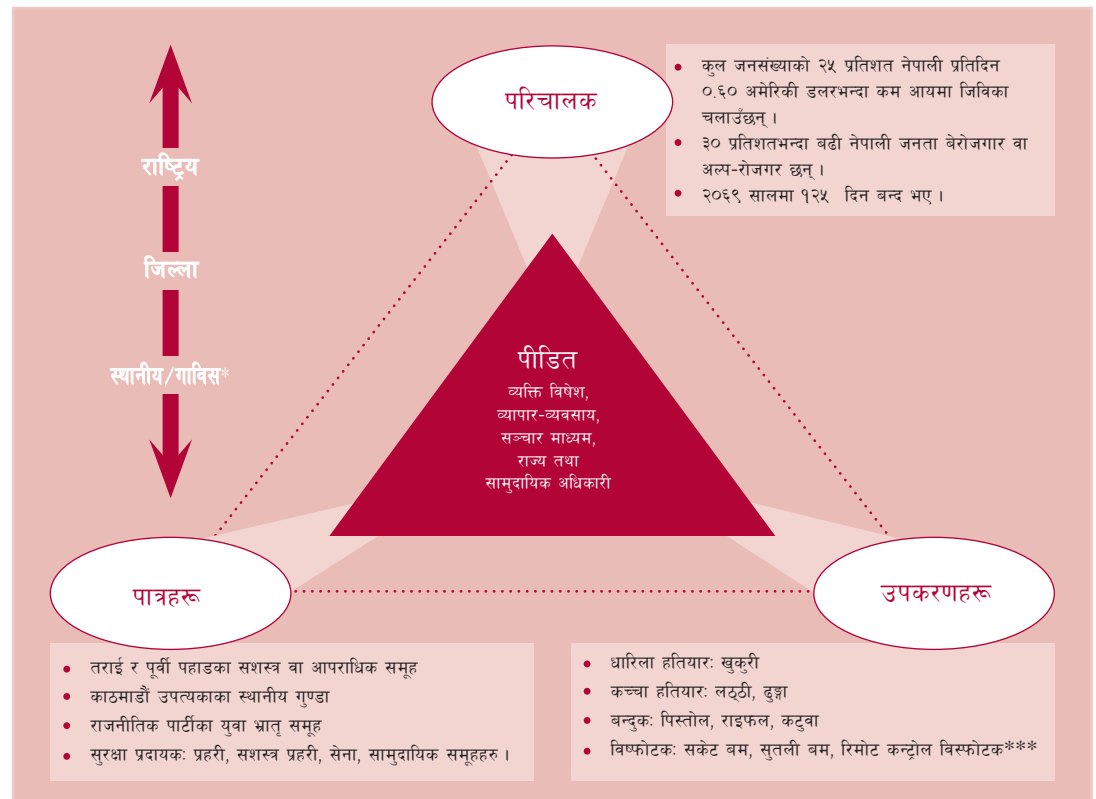 परिचालक
• कुल जनसंख्याको २५ प्रतिशत नेपाली प्रतिदिन
०.६० अमेरिकी डलरभन्दा कम आयमा जिविका
चलाउँछन् ।
• ३० प्रतिशतभन्दा बढी नेपाली जनता बेरोजगार वा
अल्प-रोजगर छन् ।
• २०६९ सालमा १२५ दिन बन्द भए ।
राष्ट्रिय
जिल्ला
स्थानीय/गाविस*
पीडित
व्यक्ति विषेश,
व्यापार-व्यवसाय,
सञ्चार माध्यम,
राज्य तथा
सामुदायिक अधिकारी
पात्रहरू
• तराई र पूर्वी पहाडका सशस्त्र वा आपराधिक समूह
• काठमाडौं उपत्यकाका स्थानीय गुण्डा
• राजनीतिक पार्टीका युवा भ्रातृ समूह
• सुरक्षा प्रदायकः प्रहरी, सशस्त्र प्रहरी, सेना, सामुदायिक समूहहरु ।
उपकरणहरू
• धारिला हतियारः खुकुरी
• कच्चा हतियारः लठ्ठी, ढुङ्गा
• बन्दुकः पिस्तोल, राइफल, कटुवा
• विष्फोटकः सकेट बम, सुतली बम, रिमोट कन्ट्रोल विस्फोटक***